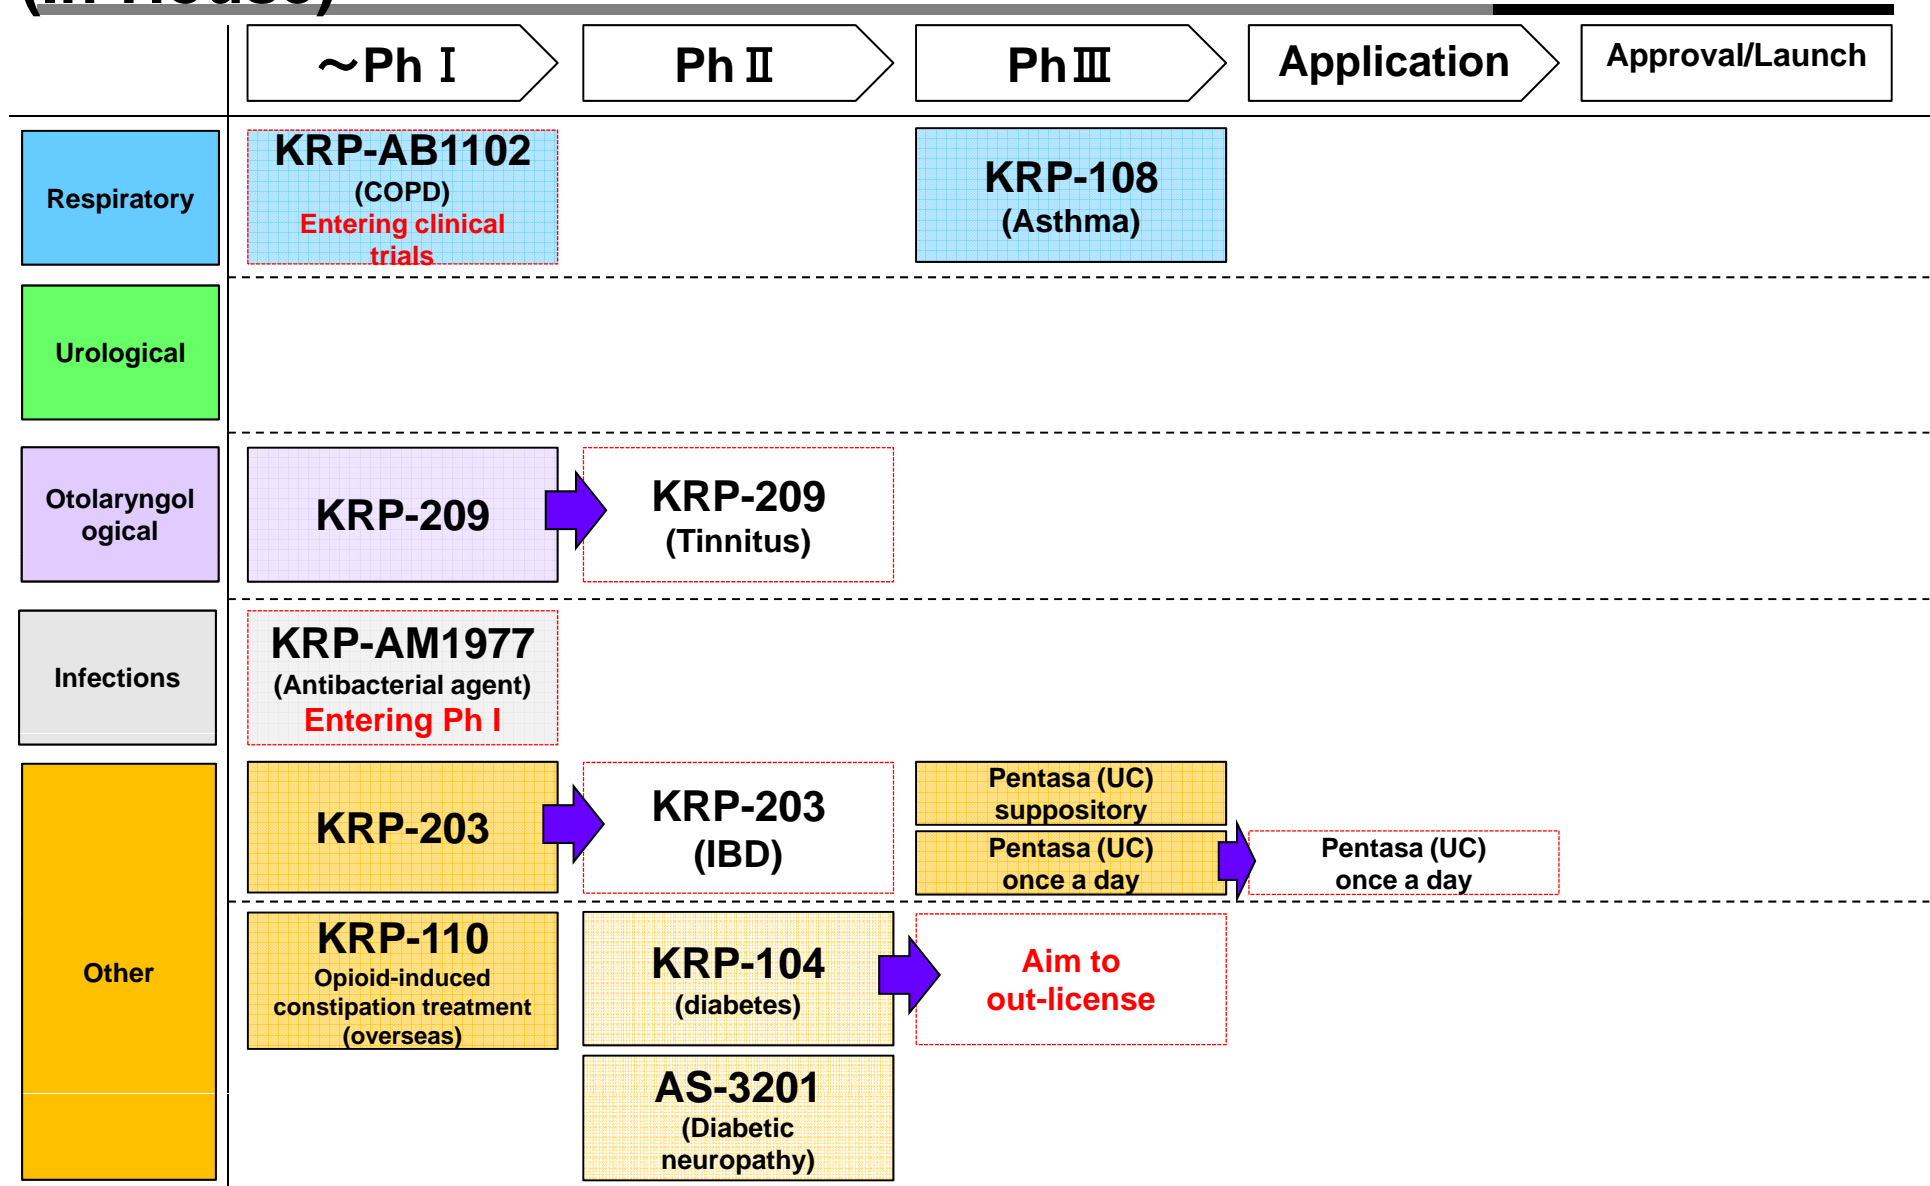 (In-House)
～Ph Ⅰ
Ph Ⅱ
Ph Ⅲ
Application
Approval/Launch
Respiratory
KRP-AB1102
(COPD)
Entering clinical
trials
KRP-108
(Asthma)
Urological
Otolaryngol
ogical
KRP-209
KRP-209
(Tinnitus)
Infections
KRP-AM1977
(Antibacterial agent)
Entering Ph I
Other
KRP-203
KRP-203
(IBD)
Pentasa (UC)
suppository
Pentasa (UC)
once a day
Pentasa (UC)
once a day
KRP-110
Opioid-induced
constipation treatment
(overseas)
KRP-104
(diabetes)
Aim to
out-license
AS-3201
(Diabetic
neuropathy)